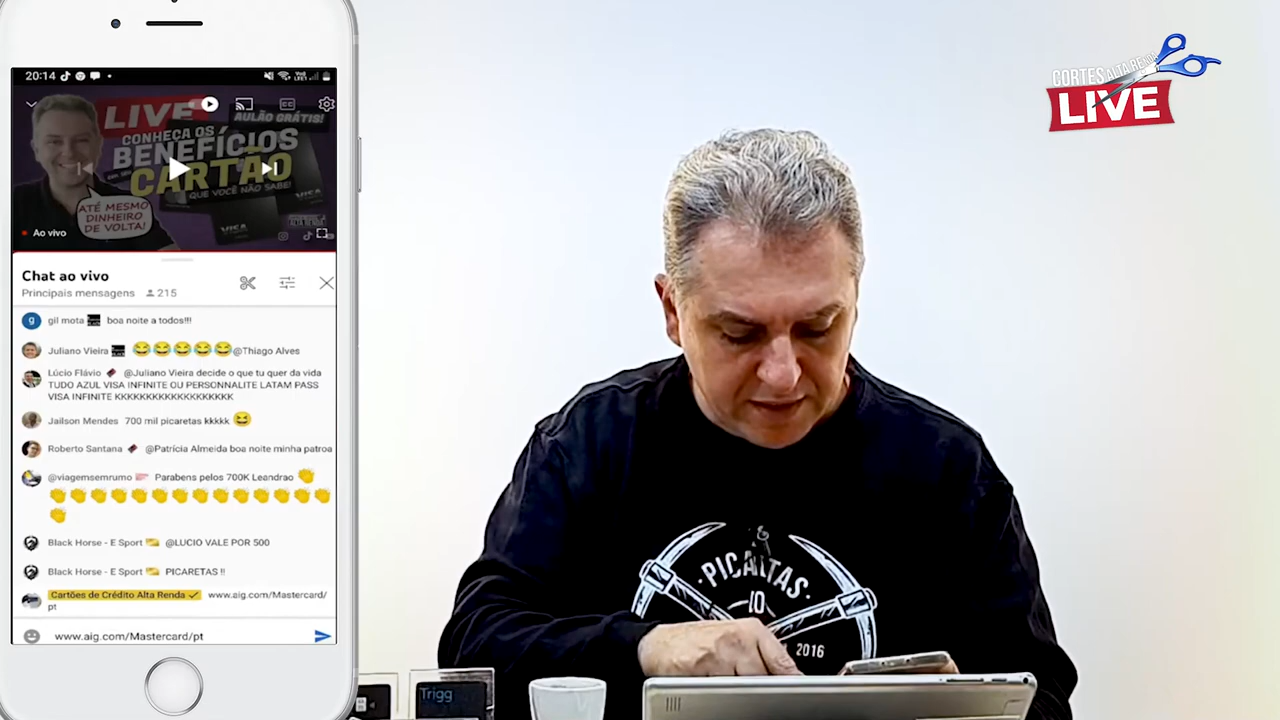 20:14
LIVE
AULÃO GRÁTIS!
CONHEÇA OS
BENEFÍCIOS
CARTÃO
QUE VOCÊ NÃO SABE!
ATÉ MESMO
DINHEIRO
DE VOLTA!
VISA
VISA
Ao vivo
Chat ao vivo
Principais mensagens 215
g gil mota boa noite a todos!!!
Juliano Vieira 😂😂😂😂😂@Thiago Alves
Lúcio Flávio @Juliano Vieira decide o que tu quer da vida
TUDO AZUL VISA INFINITE OU PERSONNALITE LATAM PASS
VISA INFINITE KKKKKKKKKKKKKKKKKKK
Jailson Mendes 700 mil picaretas kkkkk 😆
Roberto Santana @Patrícia Almeida boa noite minha patroa
@viagemsemrumo Parabens pelos 700K Leandrao 👏
👏👏👏👏👏👏👏👏👏👏👏👏👏👏
👏
Black Horse - E Sport @LUCIO VALE POR 500
Black Horse - E Sport PICARETAS !!
Cartões de Crédito Alta Renda ✓ www.aig.com/Mastercard/
pt
www.aig.com/Mastercard/pt
CORTES ALTA RENDA
LIVE
2016
Trigg